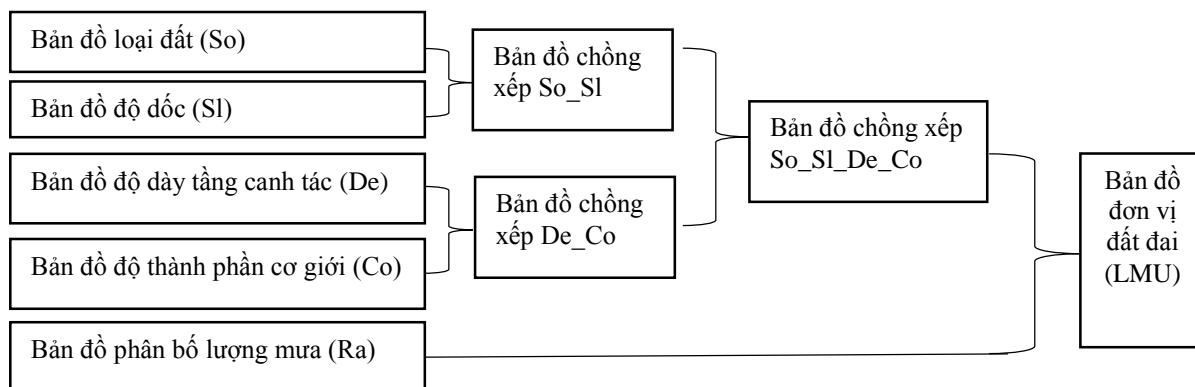 Bản đồ loại đất (So)
Bản đồ độ dốc (Sl)
Bản đồ độ dày tầng canh tác (De)
Bản đồ độ thành phần cơ giới (Co)
Bản đồ phân bố lượng mưa (Ra)
Bản đồ chồng
xếp So_Sl
Bản đồ chồng
xếp De_Co
Bản đồ chồng xếp
So_Sl_De_Co
Bản đồ
đơn vị
đất đai
(LMU)